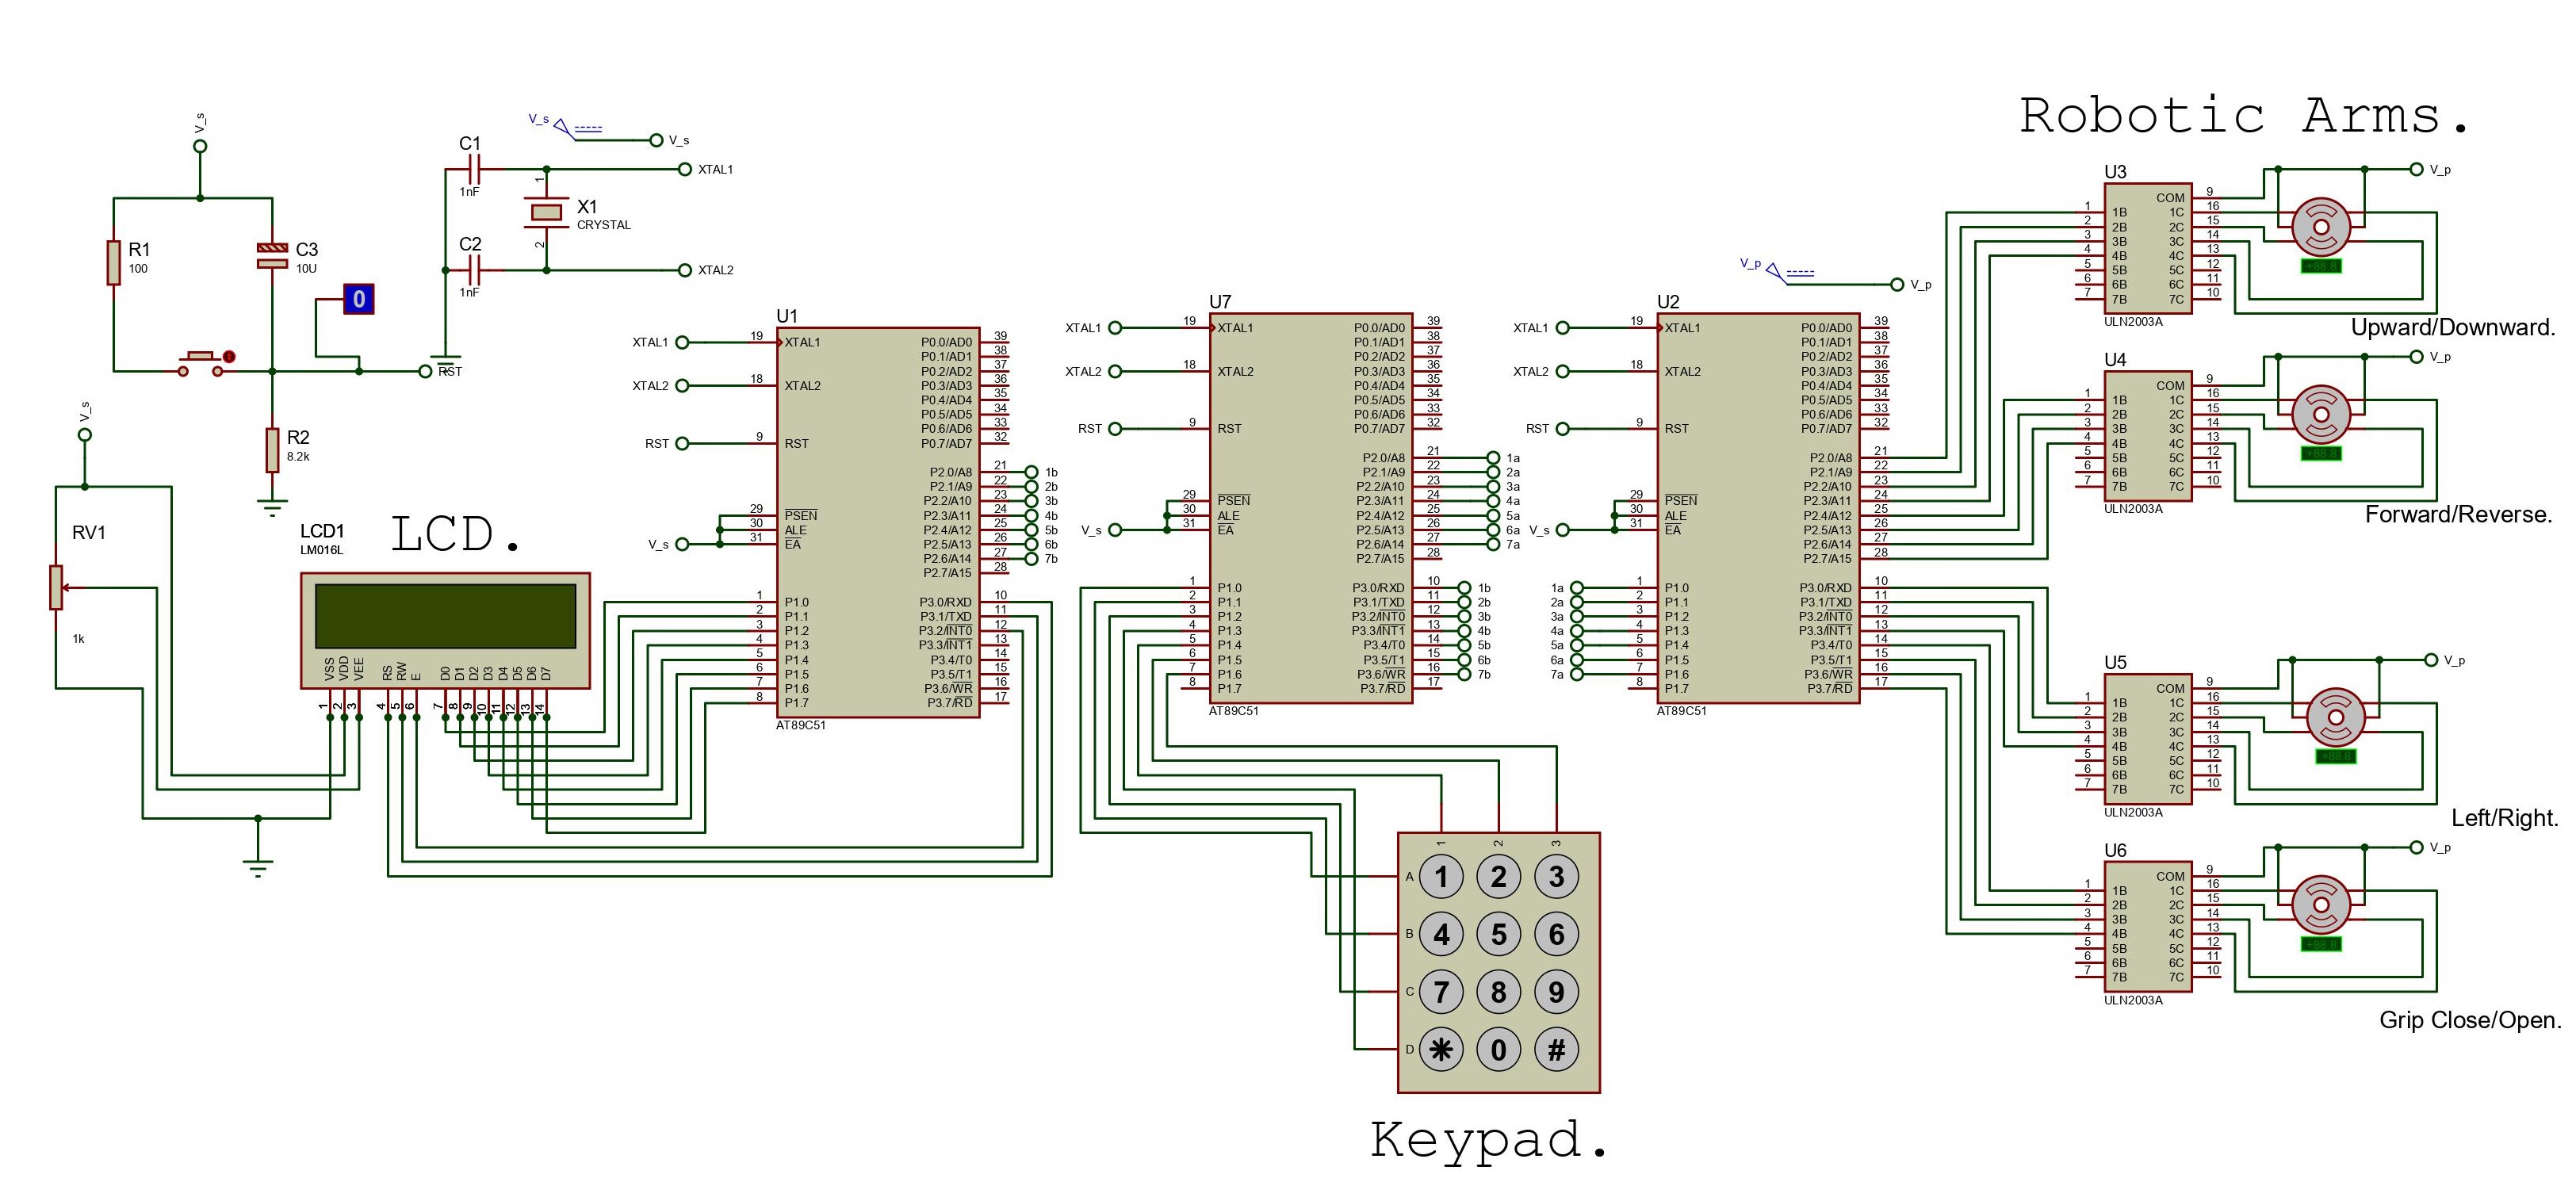 Robotic Arms.
V_s
V_s
V_s
C1
1nF
XTAL1
1
X1
CRYSTAL
2
C2
1nF
XTAL2
R1
100
C3
10U
0
RST
R2
8.2k
V_s
RV1
1k
LCD1
LM016L
LCD.
VSS
VDD
VEE
RS
RW
E
D0
D1
D2
D3
D4
D5
D6
D7
1
2
3
4
5
6
7
8
9
10
11
12
13
14
U1
XTAL1 19 XTAL1
XTAL2 18 XTAL2
RST 9 RST
29 PSEN
30 ALE
V_s 31 EA
1 P1.0
2 P1.1
3 P1.2
4 P1.3
5 P1.4
6 P1.5
7 P1.6
8 P1.7
P0.0/AD0 39
P0.1/AD1 38
P0.2/AD2 37
P0.3/AD3 36
P0.4/AD4 35
P0.5/AD5 34
P0.6/AD6 33
P0.7/AD7 32
P2.0/A8 21 1b
P2.1/A9 22 2b
P2.2/A10 23 3b
P2.3/A11 24 4b
P2.4/A12 25 5b
P2.5/A13 26 6b
P2.6/A14 27 7b
P2.7/A15 28
P3.0/RXD 10
P3.1/TXD 11
P3.2/INT0 12
P3.3/INT1 13
P3.4/T0 14
P3.5/T1 15
P3.6/WR 16
P3.7/RD 17
AT89C51
U7
XTAL1 19 XTAL1
XTAL2 18 XTAL2
RST 9 RST
29 PSEN
30 ALE
V_s 31 EA
1 P1.0
2 P1.1
3 P1.2
4 P1.3
5 P1.4
6 P1.5
7 P1.6
8 P1.7
P0.0/AD0 39
P0.1/AD1 38
P0.2/AD2 37
P0.3/AD3 36
P0.4/AD4 35
P0.5/AD5 34
P0.6/AD6 33
P0.7/AD7 32
P2.0/A8 21 1a
P2.1/A9 22 2a
P2.2/A10 23 3a
P2.3/A11 24 4a
P2.4/A12 25 5a
P2.5/A13 26 6a
P2.6/A14 27 7a
P2.7/A15 28
P3.0/RXD 10 1b
P3.1/TXD 11 2b
P3.2/INT0 12 3b
P3.3/INT1 13 4b
P3.4/T0 14 5b
P3.5/T1 15 6b
P3.6/WR 16 7b
P3.7/RD 17
AT89C51
V_p
V_p
U2
XTAL1 19 XTAL1
XTAL2 18 XTAL2
RST 9 RST
29 PSEN
30 ALE
V_s 31 EA
1a 1 P1.0
2a 2 P1.1
3a 3 P1.2
4a 4 P1.3
5a 5 P1.4
6a 6 P1.5
7a 7 P1.6
8 P1.7
P0.0/AD0 39
P0.1/AD1 38
P0.2/AD2 37
P0.3/AD3 36
P0.4/AD4 35
P0.5/AD5 34
P0.6/AD6 33
P0.7/AD7 32
P2.0/A8 21
P2.1/A9 22
P2.2/A10 23
P2.3/A11 24
P2.4/A12 25
P2.5/A13 26
P2.6/A14 27
P2.7/A15 28
P3.0/RXD 10
P3.1/TXD 11
P3.2/INT0 12
P3.3/INT1 13
P3.4/T0 14
P3.5/T1 15
P3.6/WR 16
P3.7/RD 17
AT89C51
U3
V_p
COM 9
1 1B 1C 16
2 2B 2C 15
3 3B 3C 14
4 4B 4C 13
5 5B 5C 12
6 6B 6C 11
7 7B 7C 10
+88.8
ULN2003A
Upward/Downward.
U4
V_p
COM 9
1 1B 1C 16
2 2B 2C 15
3 3B 3C 14
4 4B 4C 13
5 5B 5C 12
6 6B 6C 11
7 7B 7C 10
+88.8
ULN2003A
Forward/Reverse.
U5
V_p
COM 9
1 1B 1C 16
2 2B 2C 15
3 3B 3C 14
4 4B 4C 13
5 5B 5C 12
6 6B 6C 11
7 7B 7C 10
+88.8
ULN2003A
Left/Right.
U6
V_p
COM 9
1 1B 1C 16
2 2B 2C 15
3 3B 3C 14
4 4B 4C 13
5 5B 5C 12
6 6B 6C 11
7 7B 7C 10
+88.8
ULN2003A
Grip Close/Open.
1 2 3
A 1 2 3
B 4 5 6
C 7 8 9
D * 0 #
Keypad.